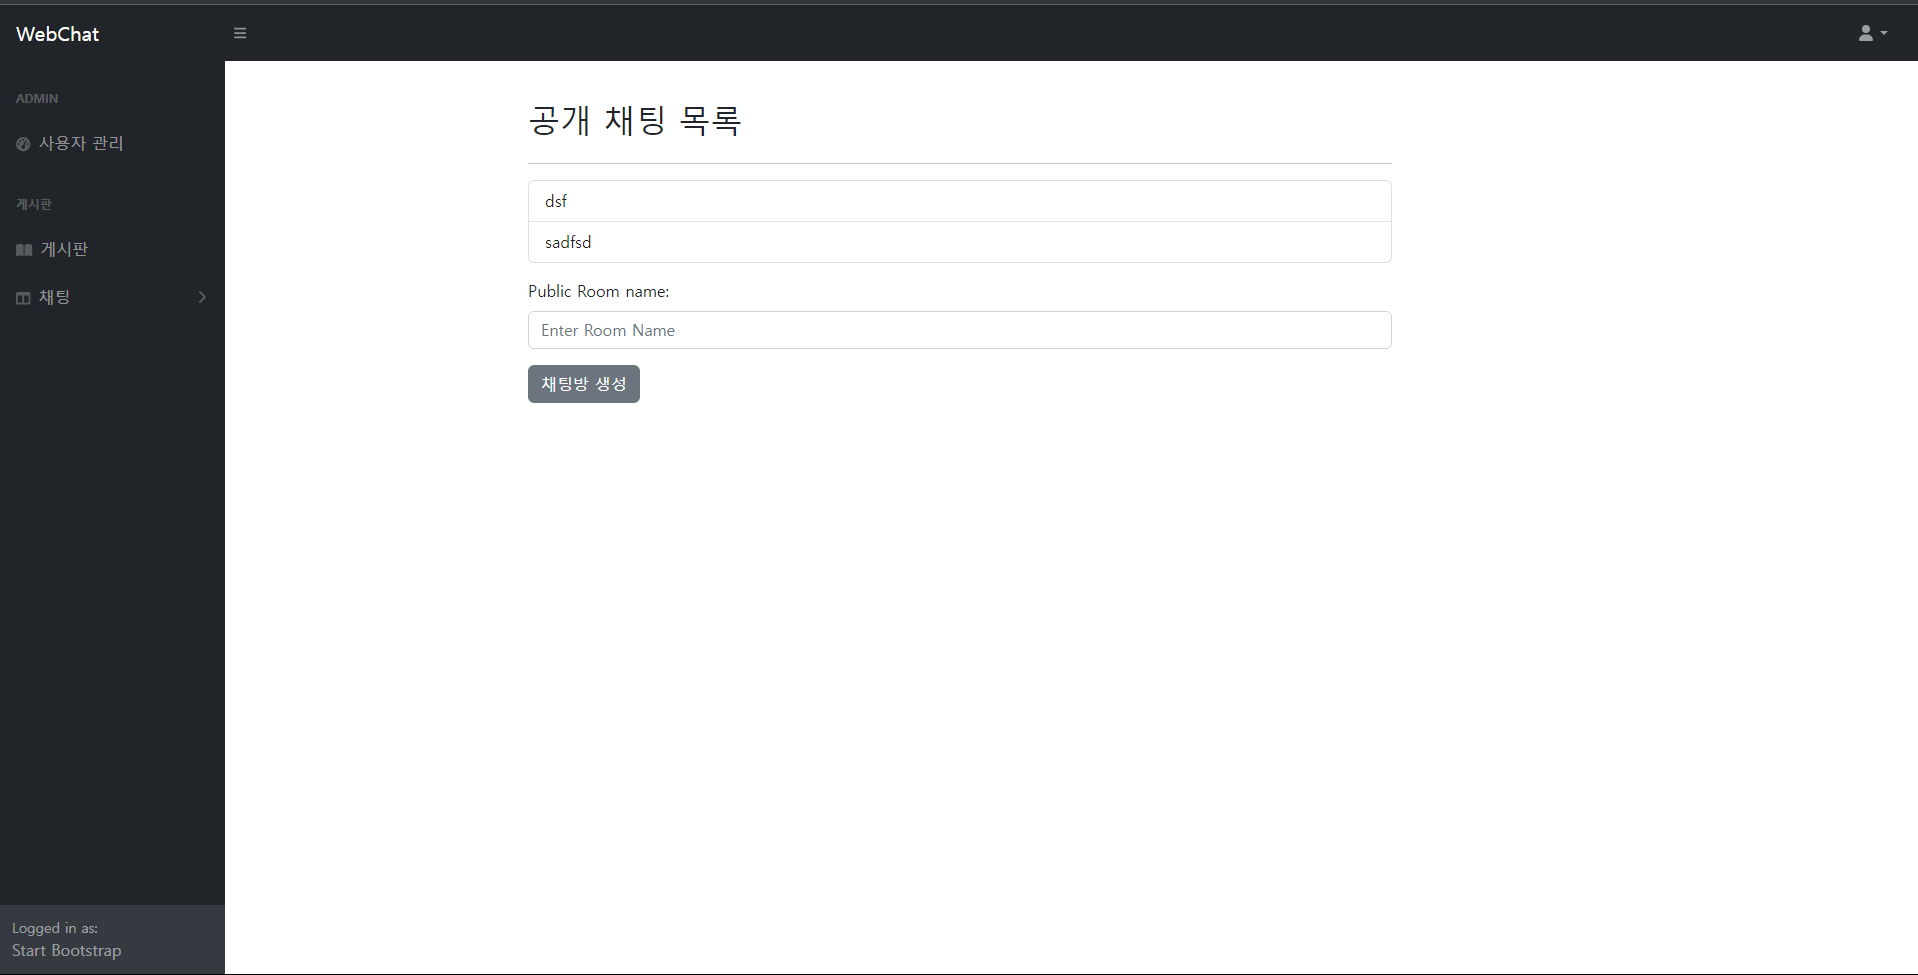 WebChat
ADMIN
사용자 관리
게시판
게시판
채팅
Logged in as:
Start Bootstrap
공개 채팅 목록
dsf
sadfsd
Public Room name:
Enter Room Name
채팅방 생성